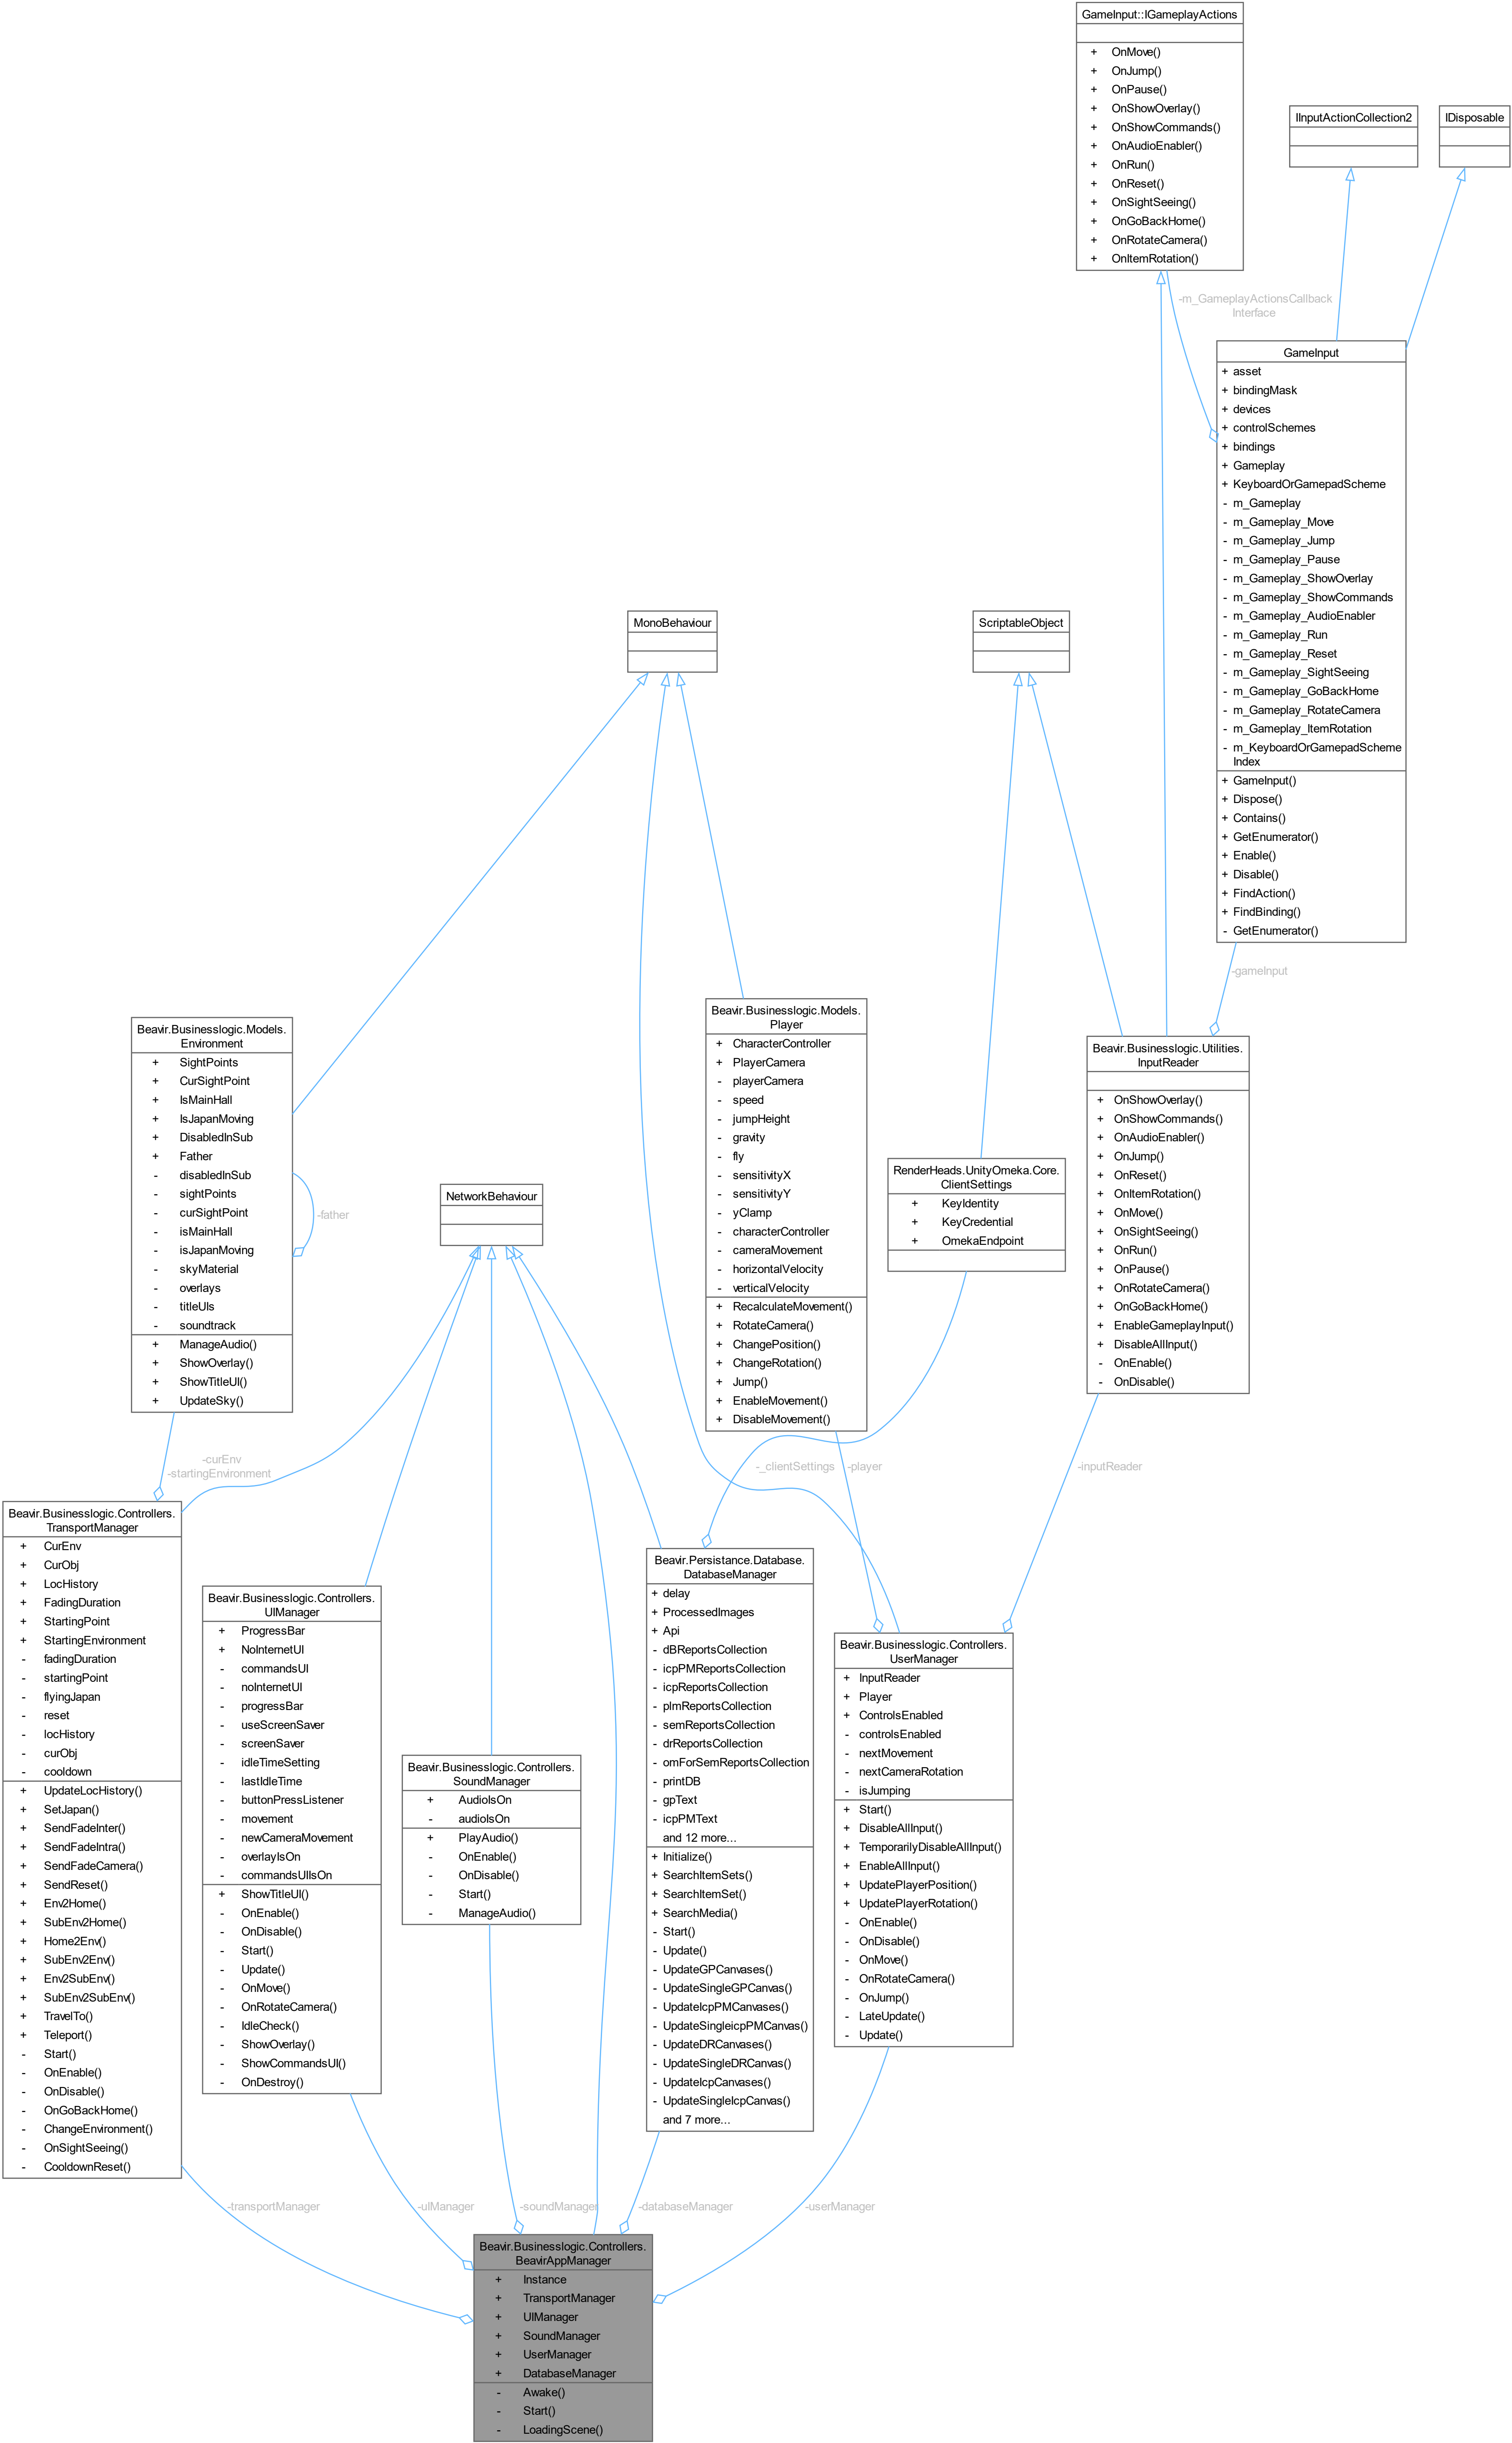 GameInput::IGameplayActions
+ OnMove()
+ OnJump()
+ OnPause()
+ OnShowOverlay()
+ OnShowCommands()
+ OnAudioEnabler()
+ OnRun()
+ OnReset()
+ OnSightSeeing()
+ OnGoBackHome()
+ OnRotateCamera()
+ OnItemRotation()
IInputActionCollection2
IDisposable
-m_GameplayActionsCallback
Interface
GameInput
+ asset
+ bindingMask
+ devices
+ controlSchemes
+ bindings
+ Gameplay
+ KeyboardOrGamepadScheme
- m_Gameplay
- m_Gameplay_Move
- m_Gameplay_Jump
- m_Gameplay_Pause
- m_Gameplay_ShowOverlay
- m_Gameplay_ShowCommands
- m_Gameplay_AudioEnabler
- m_Gameplay_Run
- m_Gameplay_Reset
- m_Gameplay_SightSeeing
- m_Gameplay_GoBackHome
- m_Gameplay_RotateCamera
- m_Gameplay_ItemRotation
- m_KeyboardOrGamepadScheme
Index
+ GameInput()
+ Dispose()
+ Contains()
+ GetEnumerator()
+ Enable()
+ Disable()
+ FindAction()
+ FindBinding()
- GetEnumerator()
MonoBehaviour
ScriptableObject
-gameInput
Beavir.Businesslogic.Models.
Environment
+ SightPoints
+ CurSightPoint
+ IsMainHall
+ IsJapanMoving
+ DisabledInSub
+ Father
- disabledInSub
- sightPoints
- curSightPoint
- isMainHall
- isJapanMoving
- skyMaterial
- overlays
- titleUIs
- soundtrack
+ ManageAudio()
+ ShowOverlay()
+ ShowTitleUI()
+ UpdateSky()
-father
NetworkBehaviour
Beavir.Businesslogic.Models.
Player
+ CharacterController
+ PlayerCamera
- playerCamera
- speed
- jumpHeight
- gravity
- fly
- sensitivityX
- sensitivityY
- yClamp
- characterController
- cameraMovement
- horizontalVelocity
- verticalVelocity
+ RecalculateMovement()
+ RotateCamera()
+ ChangePosition()
+ ChangeRotation()
+ Jump()
+ EnableMovement()
+ DisableMovement()
RenderHeads.UnityOmeka.Core.
ClientSettings
+ KeyIdentity
+ KeyCredential
+ OmekaEndpoint
Beavir.Businesslogic.Utilities.
InputReader
+ OnShowOverlay()
+ OnShowCommands()
+ OnAudioEnabler()
+ OnJump()
+ OnReset()
+ OnItemRotation()
+ OnMove()
+ OnSightSeeing()
+ OnRun()
+ OnPause()
+ OnRotateCamera()
+ OnGoBackHome()
+ EnableGameplayInput()
+ DisableAllInput()
- OnEnable()
- OnDisable()
-curEnv
-startingEnvironment
-_clientSettings
-player
-inputReader
Beavir.Businesslogic.Controllers.
TransportManager
+ CurEnv
+ CurObj
+ LocHistory
+ FadingDuration
+ StartingPoint
+ StartingEnvironment
- fadingDuration
- startingPoint
- flyingJapan
- reset
- locHistory
- curObj
- cooldown
+ UpdateLocHistory()
+ SetJapan()
+ SendFadeInter()
+ SendFadeIntra()
+ SendFadeCamera()
+ SendReset()
+ Env2Home()
+ SubEnv2Home()
+ Home2Env()
+ SubEnv2Env()
+ Env2SubEnv()
+ SubEnv2SubEnv()
+ TravelTo()
+ Teleport()
- Start()
- OnEnable()
- OnDisable()
- OnGoBackHome()
- ChangeEnvironment()
- OnSightSeeing()
- CooldownReset()
Beavir.Businesslogic.Controllers.
UIManager
+ ProgressBar
+ NoInternetUI
- commandsUI
- noInternetUI
- progressBar
- useScreenSaver
- screenSaver
- idleTimeSetting
- lastIdleTime
- buttonPressListener
- movement
- newCameraMovement
- overlayIsOn
- commandsUIIsOn
+ ShowTitleUI()
- OnEnable()
- OnDisable()
- Start()
- Update()
- OnMove()
- OnRotateCamera()
- IdleCheck()
- ShowOverlay()
- ShowCommandsUI()
- OnDestroy()
Beavir.Businesslogic.Controllers.
SoundManager
+ AudioIsOn
- audioIsOn
+ PlayAudio()
- OnEnable()
- OnDisable()
- Start()
- ManageAudio()
Beavir.Persistance.Database.
DatabaseManager
+ delay
+ ProcessedImages
+ Api
- dBReportsCollection
- icpPMReportsCollection
- icpReportsCollection
- plmReportsCollection
- semReportsCollection
- drReportsCollection
- omForSemReportsCollection
- printDB
- gpText
- icpPMText
and 12 more...
+ Initialize()
+ SearchItemSets()
+ SearchItemSet()
+ SearchMedia()
- Start()
- Update()
- UpdateGPCanvases()
- UpdateSingleGPCanvas()
- UpdateIcpPMCanvases()
- UpdateSingleicpPMCanvas()
- UpdateDRCanvases()
- UpdateSingleDRCanvas()
- UpdateIcpCanvases()
- UpdateSingleIcpCanvas()
and 7 more...
Beavir.Businesslogic.Controllers.
UserManager
+ InputReader
+ Player
+ ControlsEnabled
- controlsEnabled
- nextMovement
- nextCameraRotation
- isJumping
+ Start()
+ DisableAllInput()
+ TemporarilyDisableAllInput()
+ EnableAllInput()
+ UpdatePlayerPosition()
+ UpdatePlayerRotation()
- OnEnable()
- OnDisable()
- OnMove()
- OnRotateCamera()
- OnJump()
- LateUpdate()
- Update()
-transportManager
-uIManager
-soundManager
-databaseManager
-userManager
Beavir.Businesslogic.Controllers.
BeavirAppManager
+ Instance
+ TransportManager
+ UIManager
+ SoundManager
+ UserManager
+ DatabaseManager
- Awake()
- Start()
- LoadingScene()